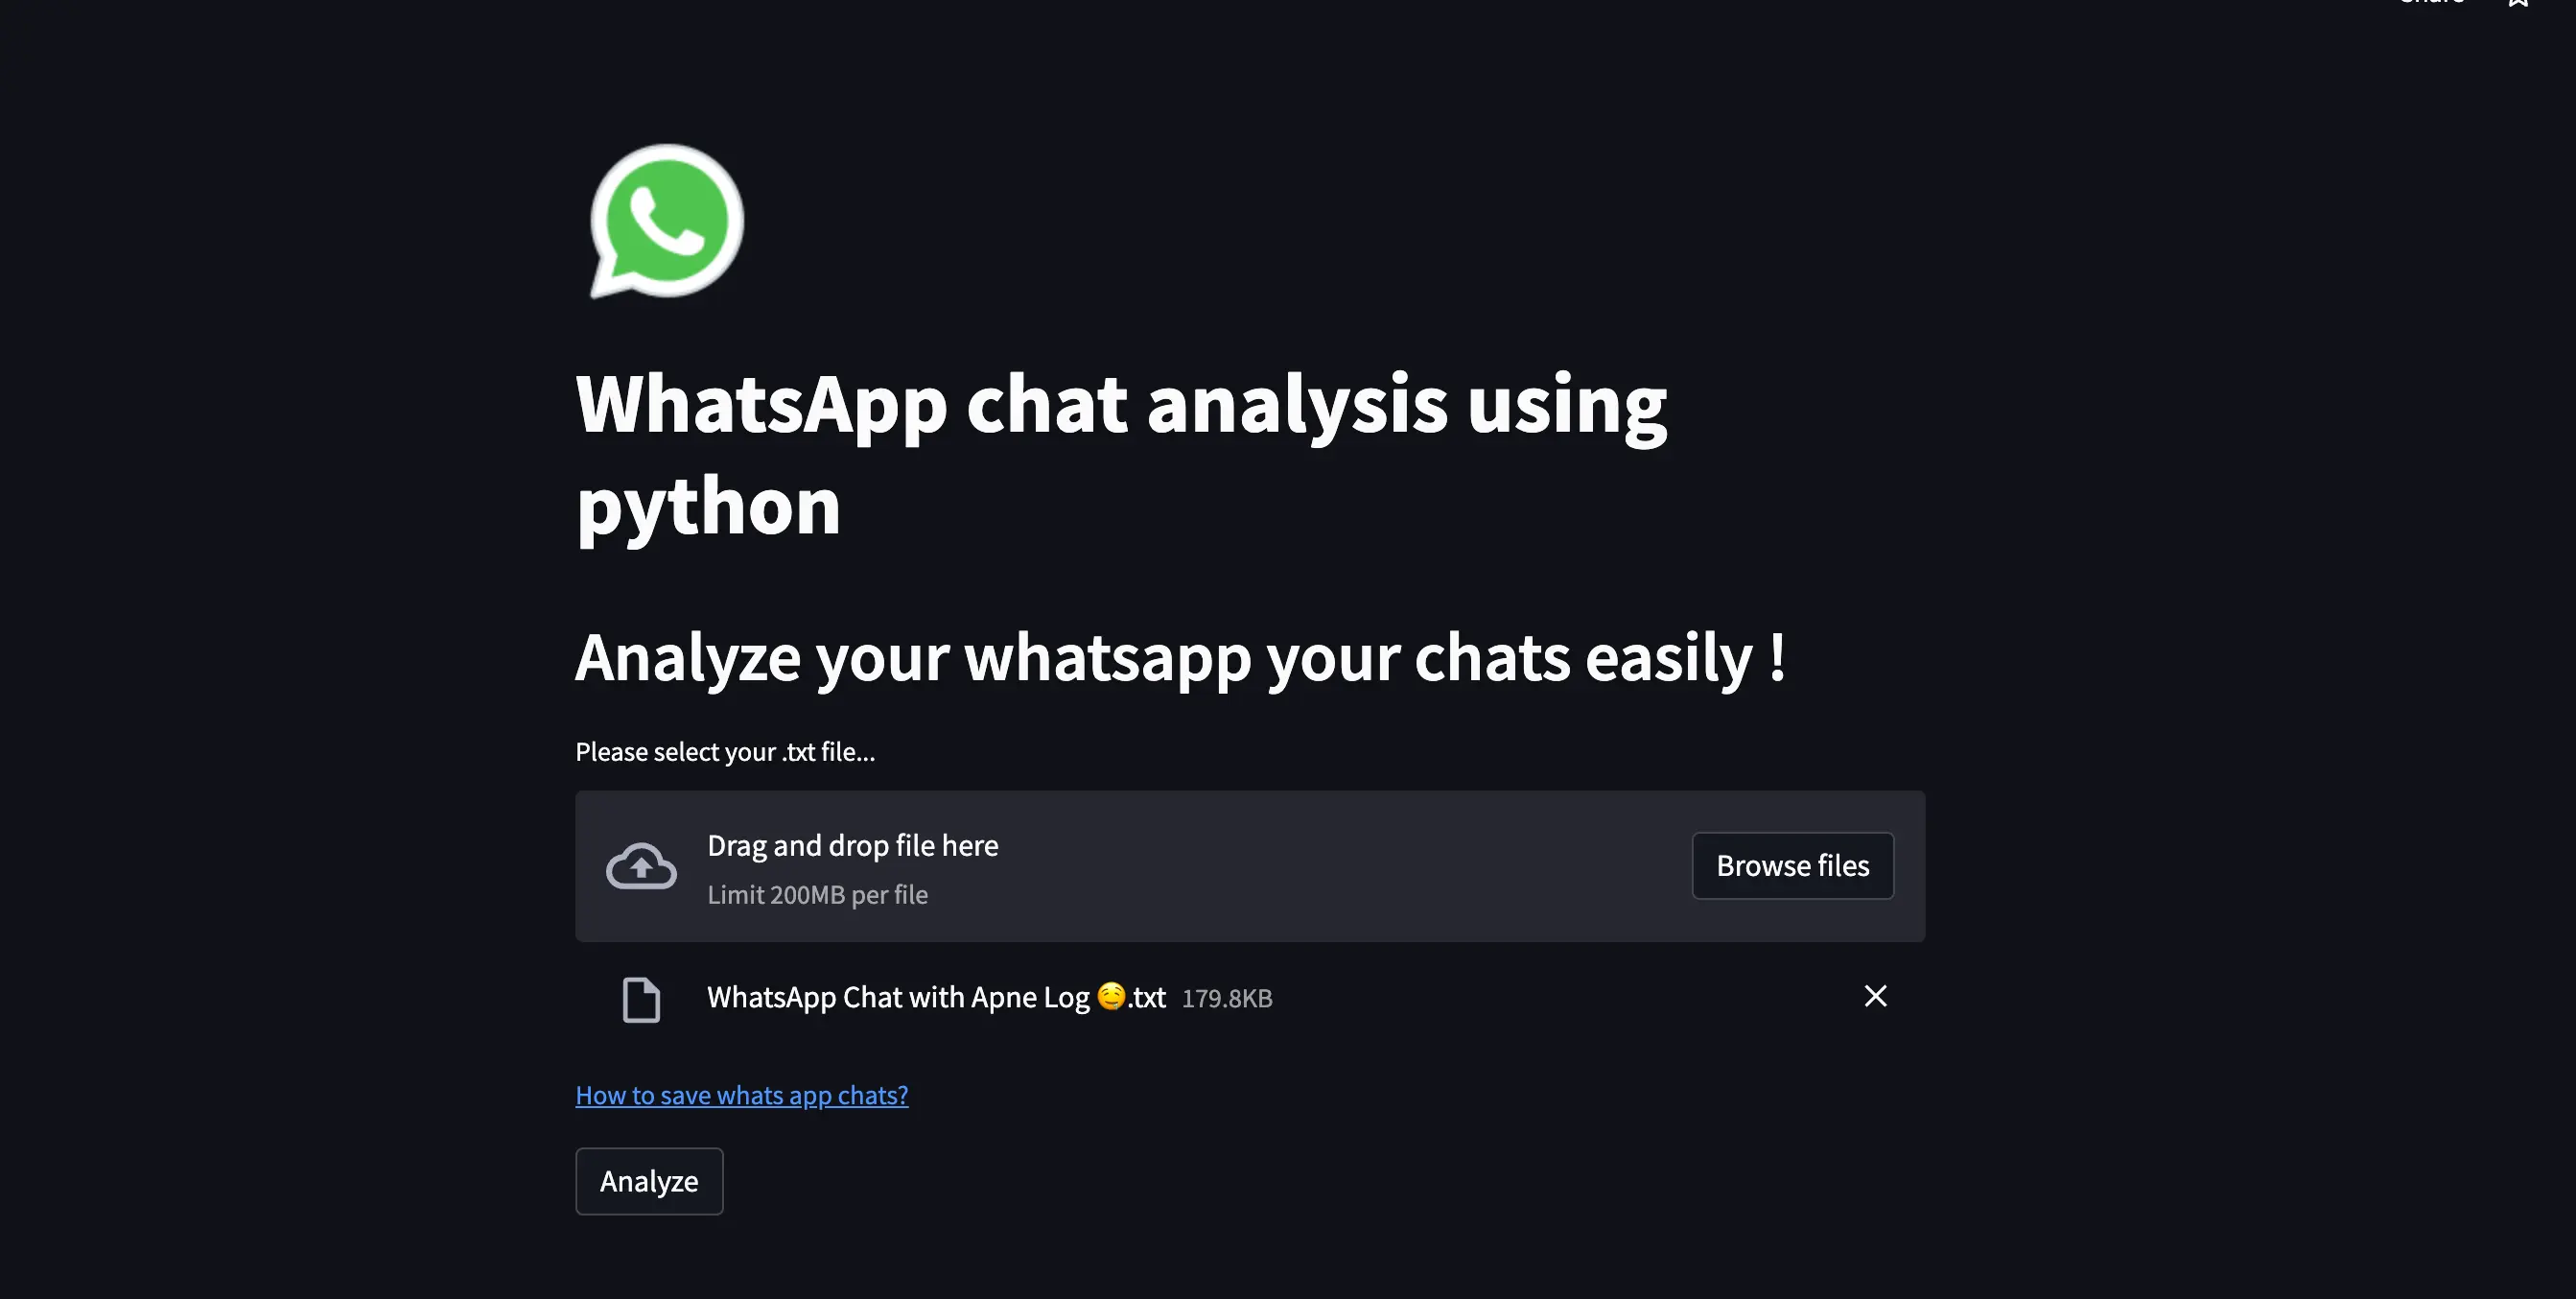 Share
WhatsApp chat analysis using
python
Analyze your whatsapp your chats easily !
Please select your .txt file...
Drag and drop file here
Limit 200MB per file
Browse files
WhatsApp Chat with Apne Log 🤤.txt 179.8KB
How to save whats app chats?
Analyze